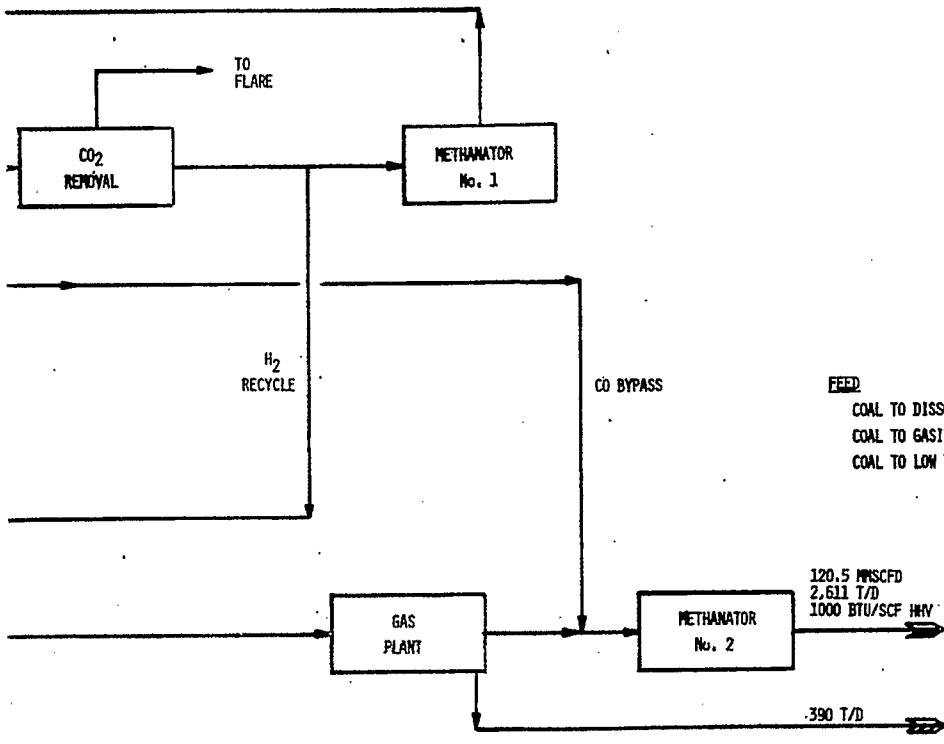 TO
FLARE
CO2
REMOVAL
METHANATOR
No. 1
H2
RECYCLE
CO BYPASS
FEED
COAL TO DISS
COAL TO GASI
COAL TO LOW
120.5 MMSCFD
2,611 T/D
1000 BTU/SCF HHV
GAS
PLANT
METHANATOR
No. 2
390 T/D